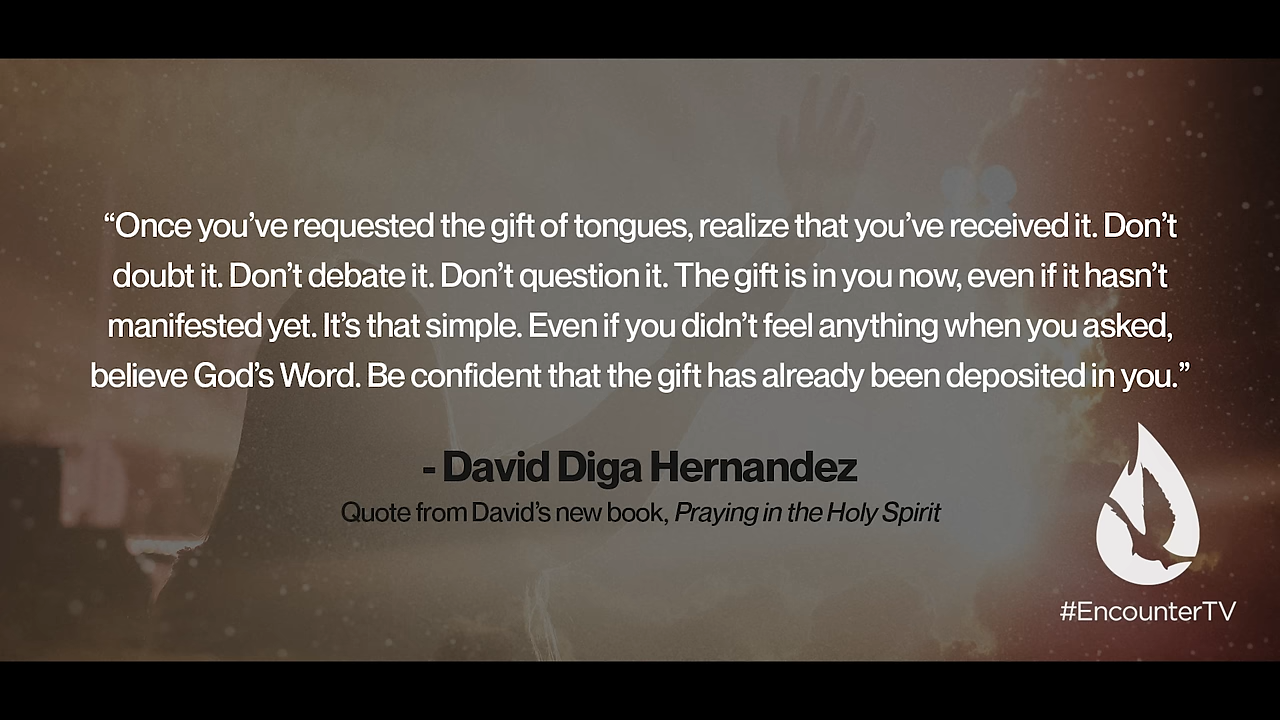 “Once you’ve requested the gift of tongues, realize that you’ve received it. Don’t
doubt it. Don’t debate it. Don’t question it. The gift is in you now, even if it hasn’t
manifested yet. It’s that simple. Even if you didn’t feel anything when you asked,
believe God’s Word. Be confident that the gift has already been deposited in you.”
- David Diga Hernandez
Quote from David’s new book, Praying in the Holy Spirit
#EncounterTV